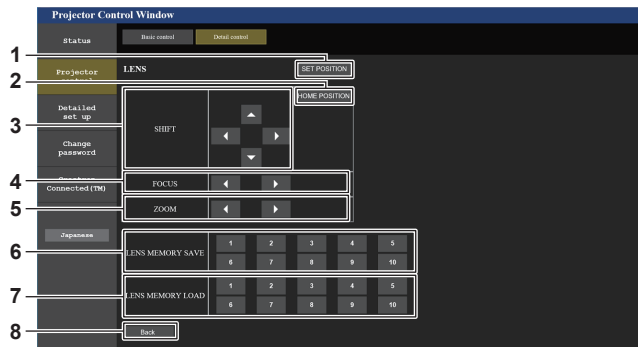 Projector Control Window
Status
Basic control
Detail control
1
Projector
LENS
SET POSITION
2
HOME POSITION
Detailed
set up
3
SHIFT
Change
password
4
Connected(TM)
FOCUS
5
ZOOM
Japanese
6
LENS MEMORY SAVE
1 2 3 4 5
6 7 8 9 10
7
LENS MEMORY LOAD
1 2 3 4 5
6 7 8 9 10
8
Back